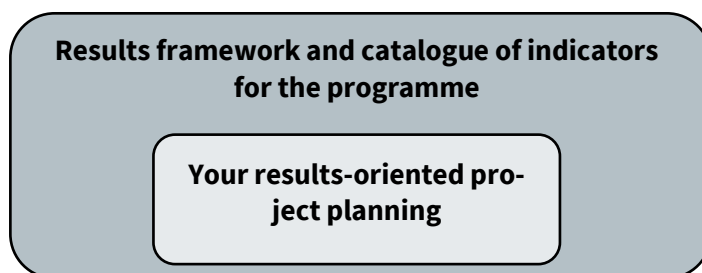 Results framework and catalogue of indicators
for the programme
Your results-oriented pro-
ject planning